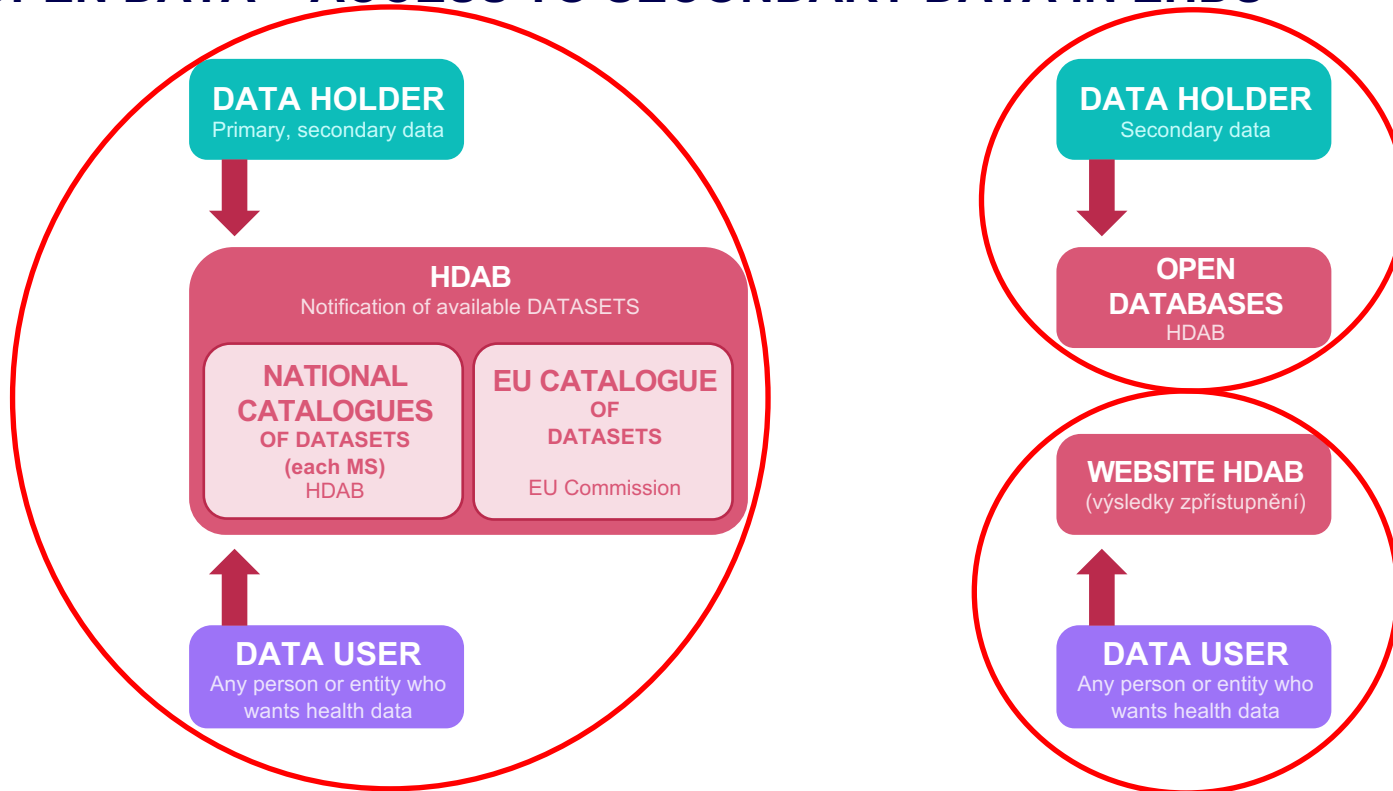 DATA HOLDER
Primary, secondary data
HDAB
Notification of available DATASETS
NATIONAL
CATALOGUES
OF DATASETS
(each MS)
HDAB
EU CATALOGUE
OF
DATASETS
EU Commission
DATA USER
Any person or entity who
wants health data
DATA HOLDER
Secondary data
OPEN
DATABASES
HDAB
WEBSITE HDAB
(výsledky zpřístupnění)
DATA USER
Any person or entity who
wants health data